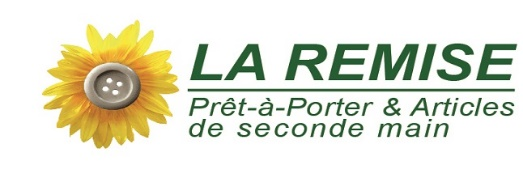 LA REMISE
Prêt-à-Porter & Articles
de seconde main